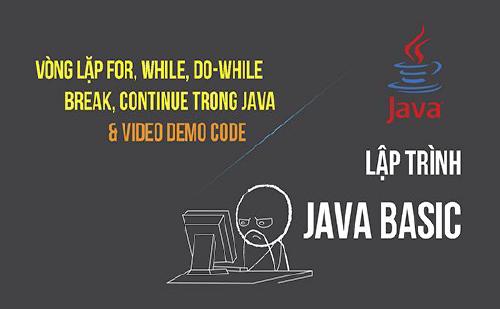 VÒNG LẶP FOR, WHILE, DO-WHILE
BREAK, CONTINUE TRONG JAVA
& VIDEO DEMO CODE
Java
LẬP TRÌNH
JAVA BASIC